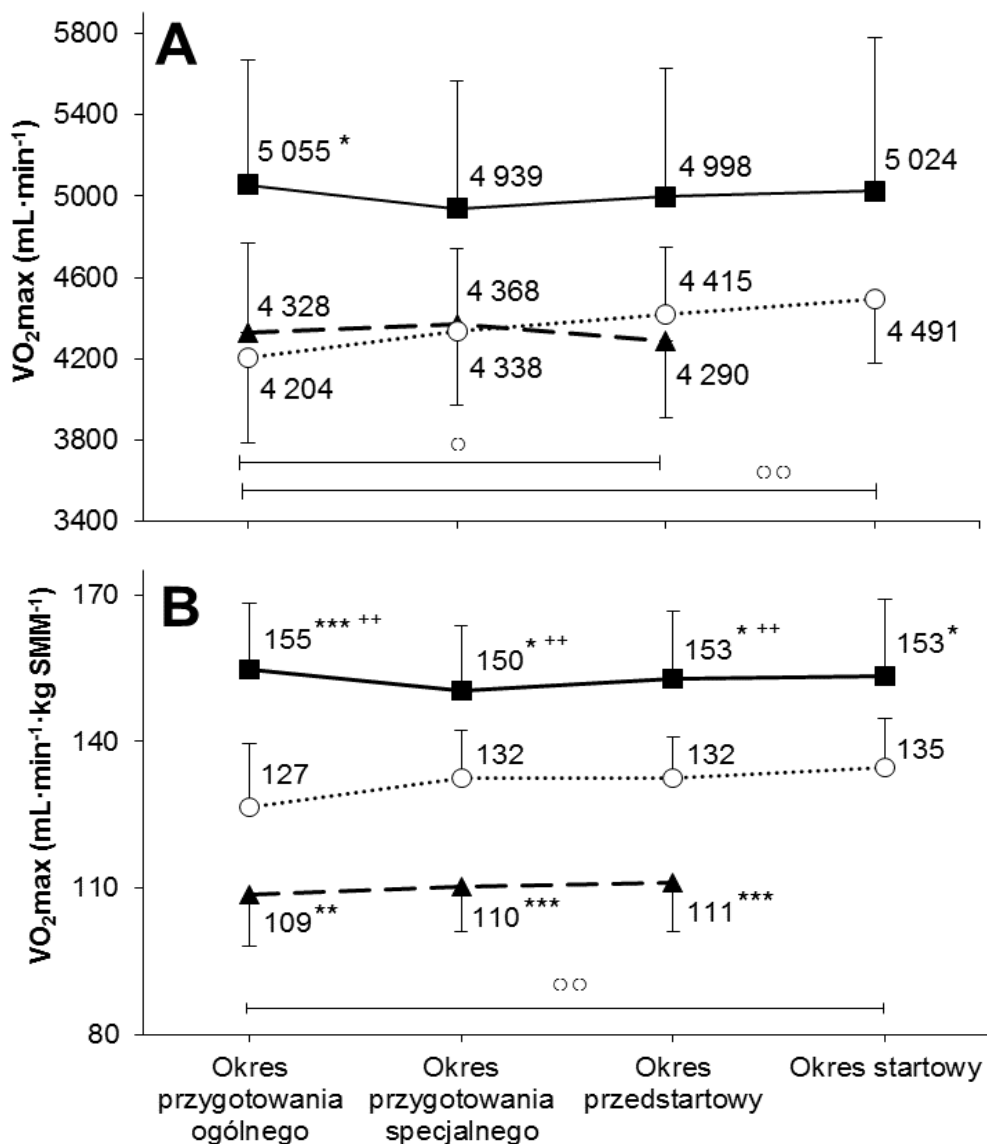 A
VO₂max (mL·min⁻¹)
5800
5400
5000
4600
4200
3800
3400
5 055 *
4 939
4 998
5 024
4 328
4 368
4 415
4 491
4 204
4 338
4 290
○
○○
B
VO₂max (mL·min⁻¹·kg SMM⁻¹)
170
140
110
80
155 *** ++
150 * ++
153 * ++
153 *
127
132
132
135
109 **
110 ***
111 ***
○○
Okres
przygotowania
ogólnego
Okres
przygotowania
specjalnego
Okres
przedstartowy
Okres startowy